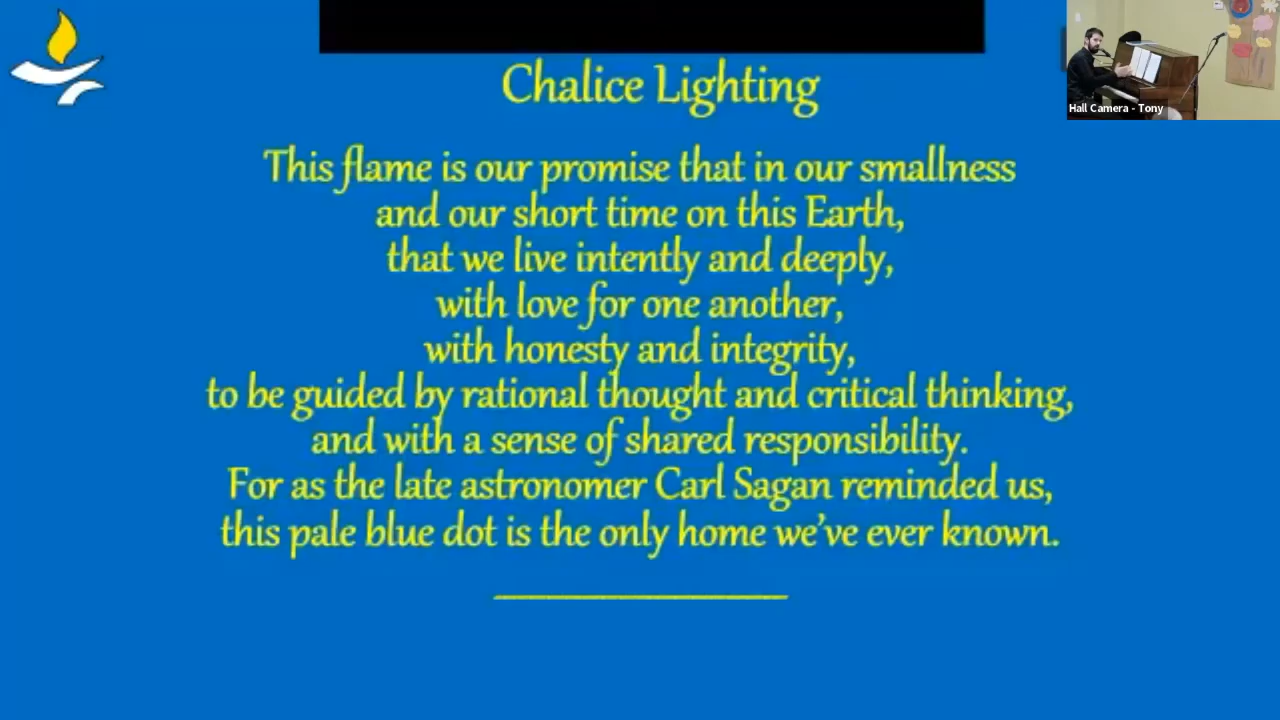 Chalice Lighting
Hall Camera - Tony
This flame is our promise that in our smallness
and our short time on this Earth,
that we live intently and deeply,
with love for one another,
with honesty and integrity,
to be guided by rational thought and critical thinking,
and with a sense of shared responsibility.
For as the late astronomer Carl Sagan reminded us,
this pale blue dot is the only home we’ve ever known.